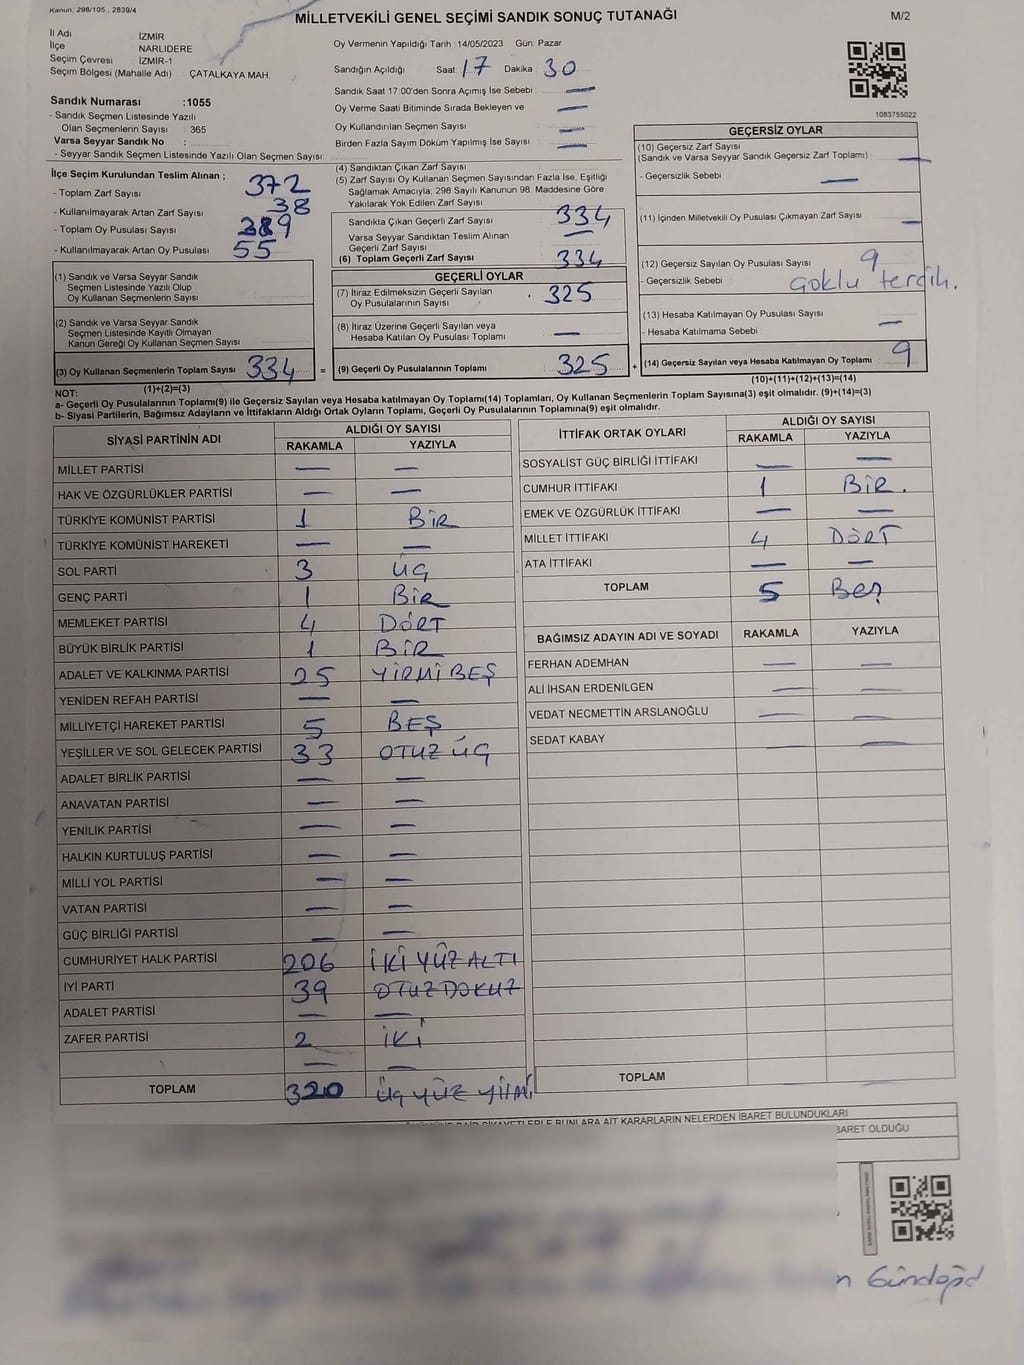 Kanun: 298/105 , 2839/4
MİLLETVEKİLİ GENEL SEÇİMİ SANDIK SONUÇ TUTANAĞI
M/2
İl Adı İZMİR
İlçe NARLIDERE
Seçim Çevresi İZMİR-1
Seçim Bölgesi (Mahalle Adı) ÇATALKAYA MAH.
Sandık Numarası :1055
- Sandık Seçmen Listesinde Yazılı
Olan Seçmenlerin Sayısı : 365
Varsa Seyyar Sandık No :
- Seyyar Sandık Seçmen Listesinde Yazılı Olan Seçmen Sayısı
Oy Vermenin Yapıldığı Tarih :14/05/2023 Gün: Pazar
Sandığın Açıldığı Saat: 17 Dakika 30
Sandık Saat 17:00'den Sonra Açımış İse Sebebi : —
Oy Verme Saati Bitiminde Sırada Bekleyen ve —
Oy Kullandırılan Seçmen Sayısı —
Birden Fazla Sayım Döküm Yapılmış İse Sayısı —
1083755022
İlçe Seçim Kurulundan Teslim Alınan ;
- Toplam Zarf Sayısı 372
- Kullanılmayarak Artan Zarf Sayısı 38
- Toplam Oy Pusulası Sayısı 389
- Kullanılmayarak Artan Oy Pusulası 55
(1) Sandık ve Varsa Seyyar Sandık
Seçmen Listesinde Yazılı Olup
Oy Kullanan Seçmenlerin Sayısı
(2) Sandık ve Varsa Seyyar Sandık
Seçmen Listesinde Kayıtlı Olmayan
Kanun Gereği Oy Kullanan Seçmen Sayısı
(3) Oy Kullanan Seçmenlerin Toplam Sayısı 334 =
(1)+(2)=(3)
(4) Sandıktan Çıkan Zarf Sayısı
(5) Zarf Sayısı Oy Kullanan Seçmen Sayısından Fazla İse, Eşitliği
Sağlamak Amacıyla; 298 Sayılı Kanunun 98. Maddesine Göre
Yakılarak Yok Edilen Zarf Sayısı
Sandıkla Çıkan Geçerli Zarf Sayısı 334
Varsa Seyyar Sandıktan Teslim Alınan —
Geçerli Zarf Sayısı
(6) Toplam Geçerli Zarf Sayısı 334
GEÇERLİ OYLAR
(7) İtiraz Edilmeksizin Geçerli Sayılan
Oy Pusulalarının Sayısı 325
(8) İtiraz Üzerine Geçerli Sayılan veya
Hesaba Katılan Oy Pusulası Toplamı —
(9) Geçerli Oy Pusulalarının Toplamı 325 +
GEÇERSİZ OYLAR
(10) Geçersiz Zarf Sayısı
(Sandık ve Varsa Seyyar Sandık Geçersiz Zarf Toplamı) —
- Geçersizlik Sebebi —
(11) İçinden Milletvekili Oy Pusulası Çıkmayan Zarf Sayısı —
(12) Geçersiz Sayılan Oy Pusulası Sayısı 9
- Geçersizlik Sebebi Çoklu tercih.
(13) Hesaba Katılmayan Oy Pusulası Sayısı —
- Hesaba Katılmama Sebebi
(14) Geçersiz Sayılan veya Hesaba Katılmayan Oy Toplamı 9
(10)+(11)+(12)+(13)=(14)
NOT:
a- Geçerli Oy Pusulalarının Toplamı(9) ile Geçersiz Sayılan veya Hesaba katılmayan Oy Toplamı(14) Toplamları, Oy Kullanan Seçmenlerin Toplam Sayısına(3) eşit olmalıdır. (9)+(14)=(3)
b- Siyasi Partilerin, Bağımsız Adayların ve İttifakların Aldığı Ortak Oyların Toplamı, Geçerli Oy Pusulalarının Toplamına(9) eşit olmalıdır.
SİYASİ PARTİNİN ADI ALDIĞI OY SAYISI
RAKAMLA YAZIYLA
MİLLET PARTİSİ — —
HAK VE ÖZGÜRLÜKLER PARTİSİ — —
TÜRKİYE KOMÜNİST PARTİSİ 1 BİR
TÜRKİYE KOMÜNİST HAREKETİ — —
SOL PARTİ 3 ÜÇ
GENÇ PARTİ 1 BİR
MEMLEKET PARTİSİ 4 DÖRT
BÜYÜK BİRLİK PARTİSİ 1 BİR
ADALET VE KALKINMA PARTİSİ 25 YİRMİ BEŞ
YENİDEN REFAH PARTİSİ — —
MİLLİYETÇİ HAREKET PARTİSİ 5 BEŞ
YEŞİLLER VE SOL GELECEK PARTİSİ 33 OTUZ ÜÇ
ADALET BİRLİK PARTİSİ — —
ANAVATAN PARTİSİ — —
YENİLİK PARTİSİ — —
HALKIN KURTULUŞ PARTİSİ — —
MİLLİ YOL PARTİSİ — —
VATAN PARTİSİ — —
GÜÇ BİRLİĞİ PARTİSİ — —
CUMHURİYET HALK PARTİSİ 206 İKİ YÜZ ALTI
İYİ PARTİ 39 OTUZ DOKUZ
ADALET PARTİSİ — —
ZAFER PARTİSİ 2 İKİ
— —
TOPLAM 320 ÜÇ YÜZ YİRMİ
İTTİFAK ORTAK OYLARI ALDIĞI OY SAYISI
RAKAMLA YAZIYLA
SOSYALİST GÜÇ BİRLİĞİ İTTİFAKI — —
CUMHUR İTTİFAKI 1 BİR.
EMEK VE ÖZGÜRLÜK İTTİFAKI — —
MİLLET İTTİFAKI 4 DÖRT
ATA İTTİFAKI — —
TOPLAM 5 Beş
BAĞIMSIZ ADAYIN ADI VE SOYADI RAKAMLA YAZIYLA
FERHAN ADEMHAN — —
ALİ İHSAN ERDENİLGEN — —
VEDAT NECMETTİN ARSLANOĞLU — —
SEDAT KABAY — —
TOPLAM —
AİT KARARLARIN NELERDEN İBARET BULUNDUKLARI
BARET OLDUĞU